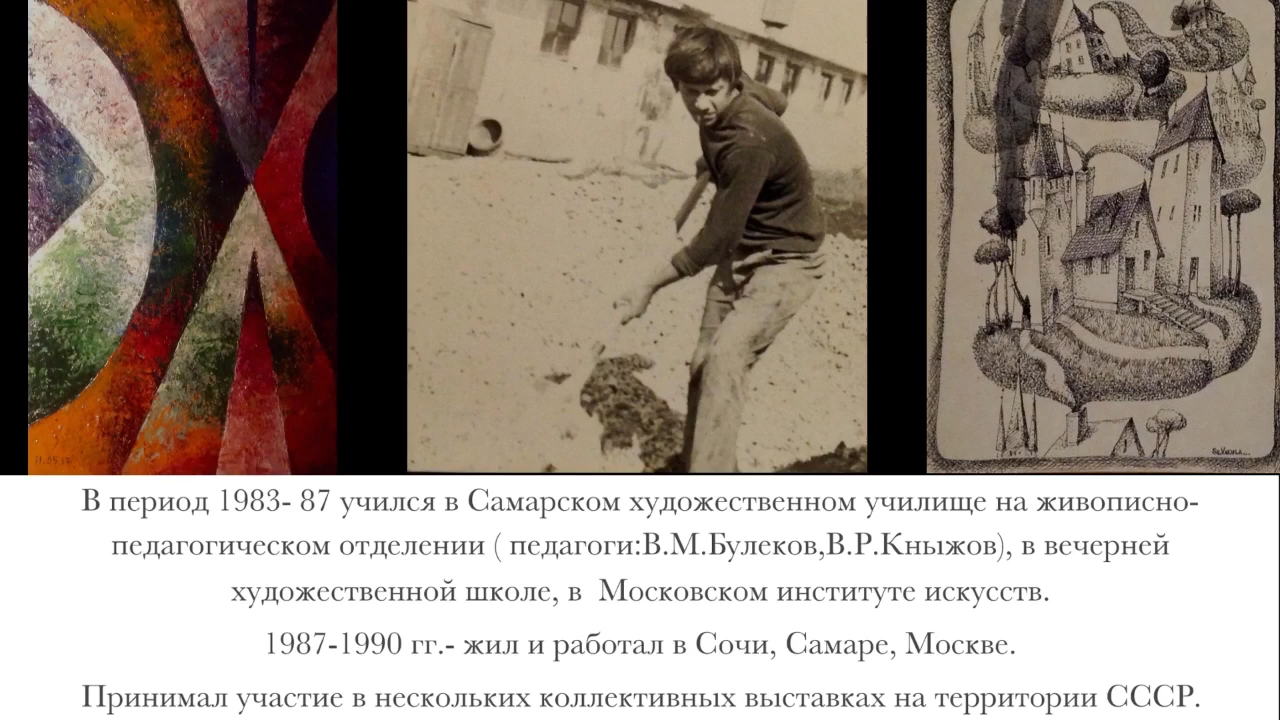 В период 1983- 87 учился в Самарском художественном училище на живописно-
педагогическом отделении ( педагоги:В.М.Булеков,В.Р.Кныжов), в вечерней
художественной школе, в  Московском институте искусств.
1987-1990 гг.- жил и работал в Сочи, Самаре, Москве.
Принимал участие в нескольких коллективных выставках на территории СССР.